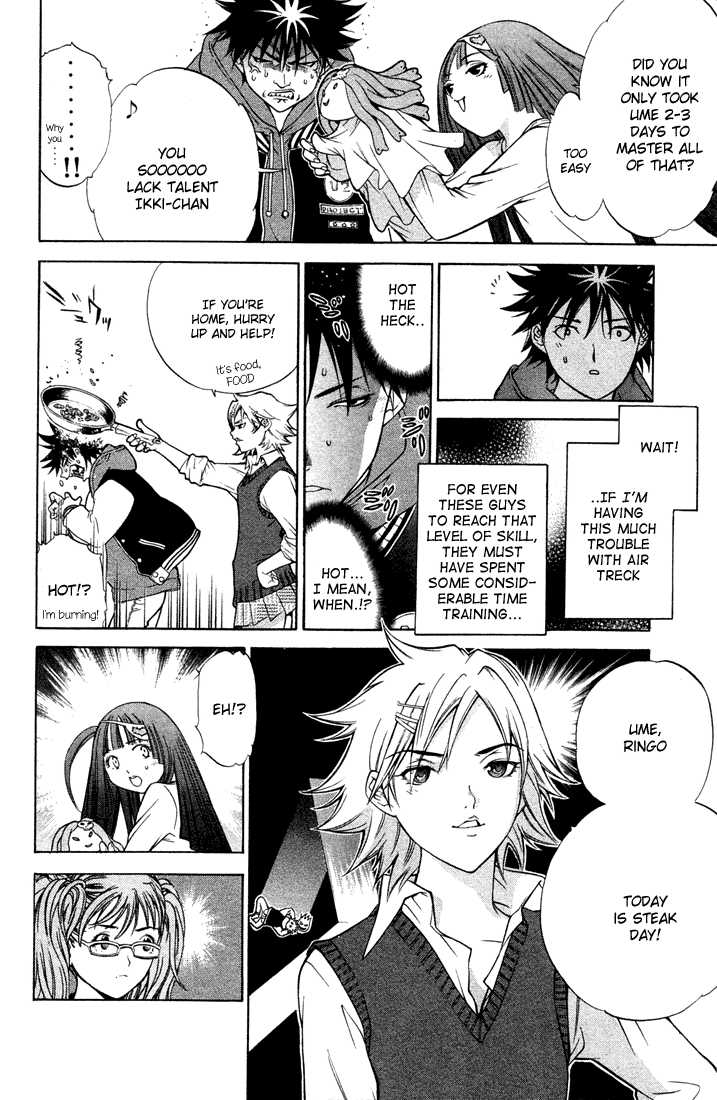 DID YOU
KNOW IT
ONLY TOOK
UME 2-3
DAYS TO
MASTER ALL
OF THAT?
TOO
EASY
♪
YOU
SOOOOOO
LACK TALENT
IKKI-CHAN
Why
you
........!!
PROJECT
WAIT!
..IF I'M
HAVING
THIS MUCH
TROUBLE
WITH AIR
TRECK
FOR EVEN
THESE GUYS
TO REACH THAT
LEVEL OF SKILL,
THEY MUST
HAVE SPENT
SOME CONSID-
ERABLE TIME
TRAINING...
HOT
THE
HECK..
HOT...
I MEAN,
WHEN.!?
IF YOU'RE
HOME, HURRY
UP AND HELP!
It's food,
FOOD
HOT!?
I'm burning!
UME,
RINGO
TODAY
IS STEAK
DAY!
EH!?